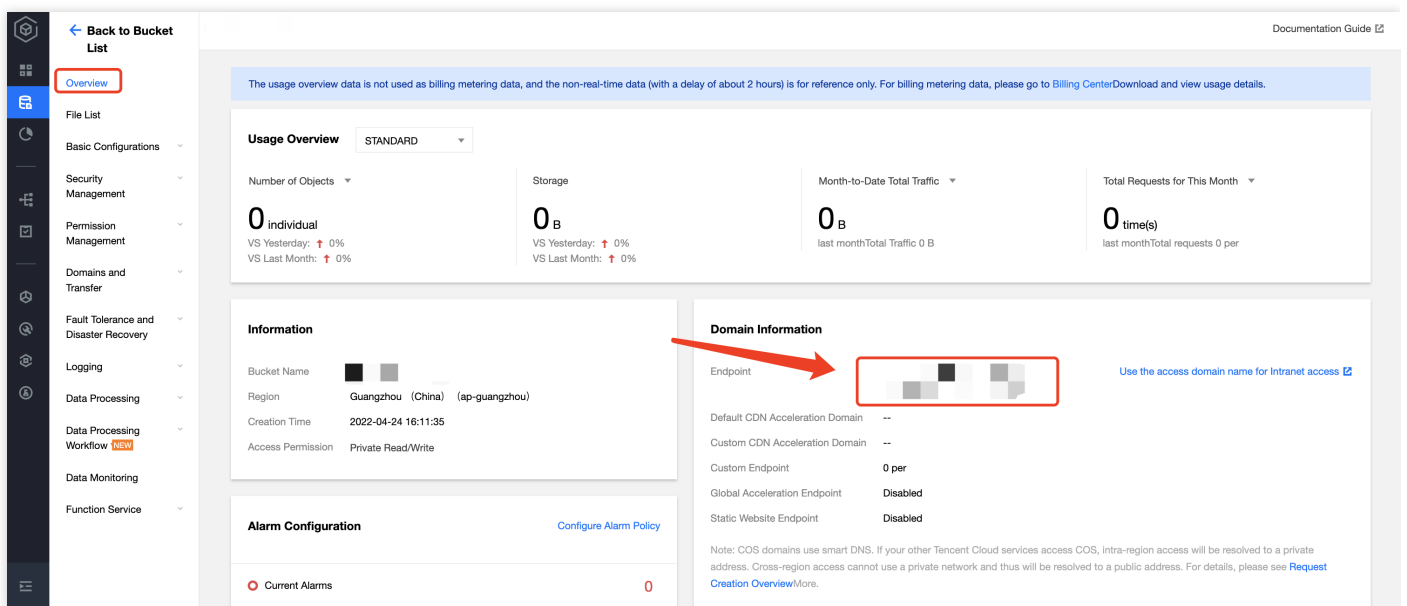 Back to Bucket
List
Documentation Guide
Overview
File List
Basic Configurations
Security
Management
Permission
Management
Domains and
Transfer
Fault Tolerance and
Disaster Recovery
Logging
Data Processing
Data Processing
Workflow NEW
Data Monitoring
Function Service
The usage overview data is not used as billing metering data, and the non-real-time data (with a delay of about 2 hours) is for reference only. For billing metering data, please go to Billing CenterDownload and view usage details.
Usage Overview STANDARD
Number of Objects
0 individual
VS Yesterday: ↑ 0%
VS Last Month: ↑ 0%
Storage
0 B
VS Yesterday: ↑ 0%
VS Last Month: ↑ 0%
Month-to-Date Total Traffic
0 B
last monthTotal Traffic 0 B
Total Requests for This Month
0 time(s)
last monthTotal requests 0 per
Information
Bucket Name
Region Guangzhou （China） (ap-guangzhou)
Creation Time 2022-04-24 16:11:35
Access Permission Private Read/Write
Alarm Configuration Configure Alarm Policy
Current Alarms 0
Domain Information
Endpoint Use the access domain name for Intranet access
Default CDN Acceleration Domain --
Custom CDN Acceleration Domain --
Custom Endpoint 0 per
Global Acceleration Endpoint Disabled
Static Website Endpoint Disabled
Note: COS domains use smart DNS. If your other Tencent Cloud services access COS, intra-region access will be resolved to a private
address. Cross-region access cannot use a private network and thus will be resolved to a public address. For details, please see Request
Creation OverviewMore.